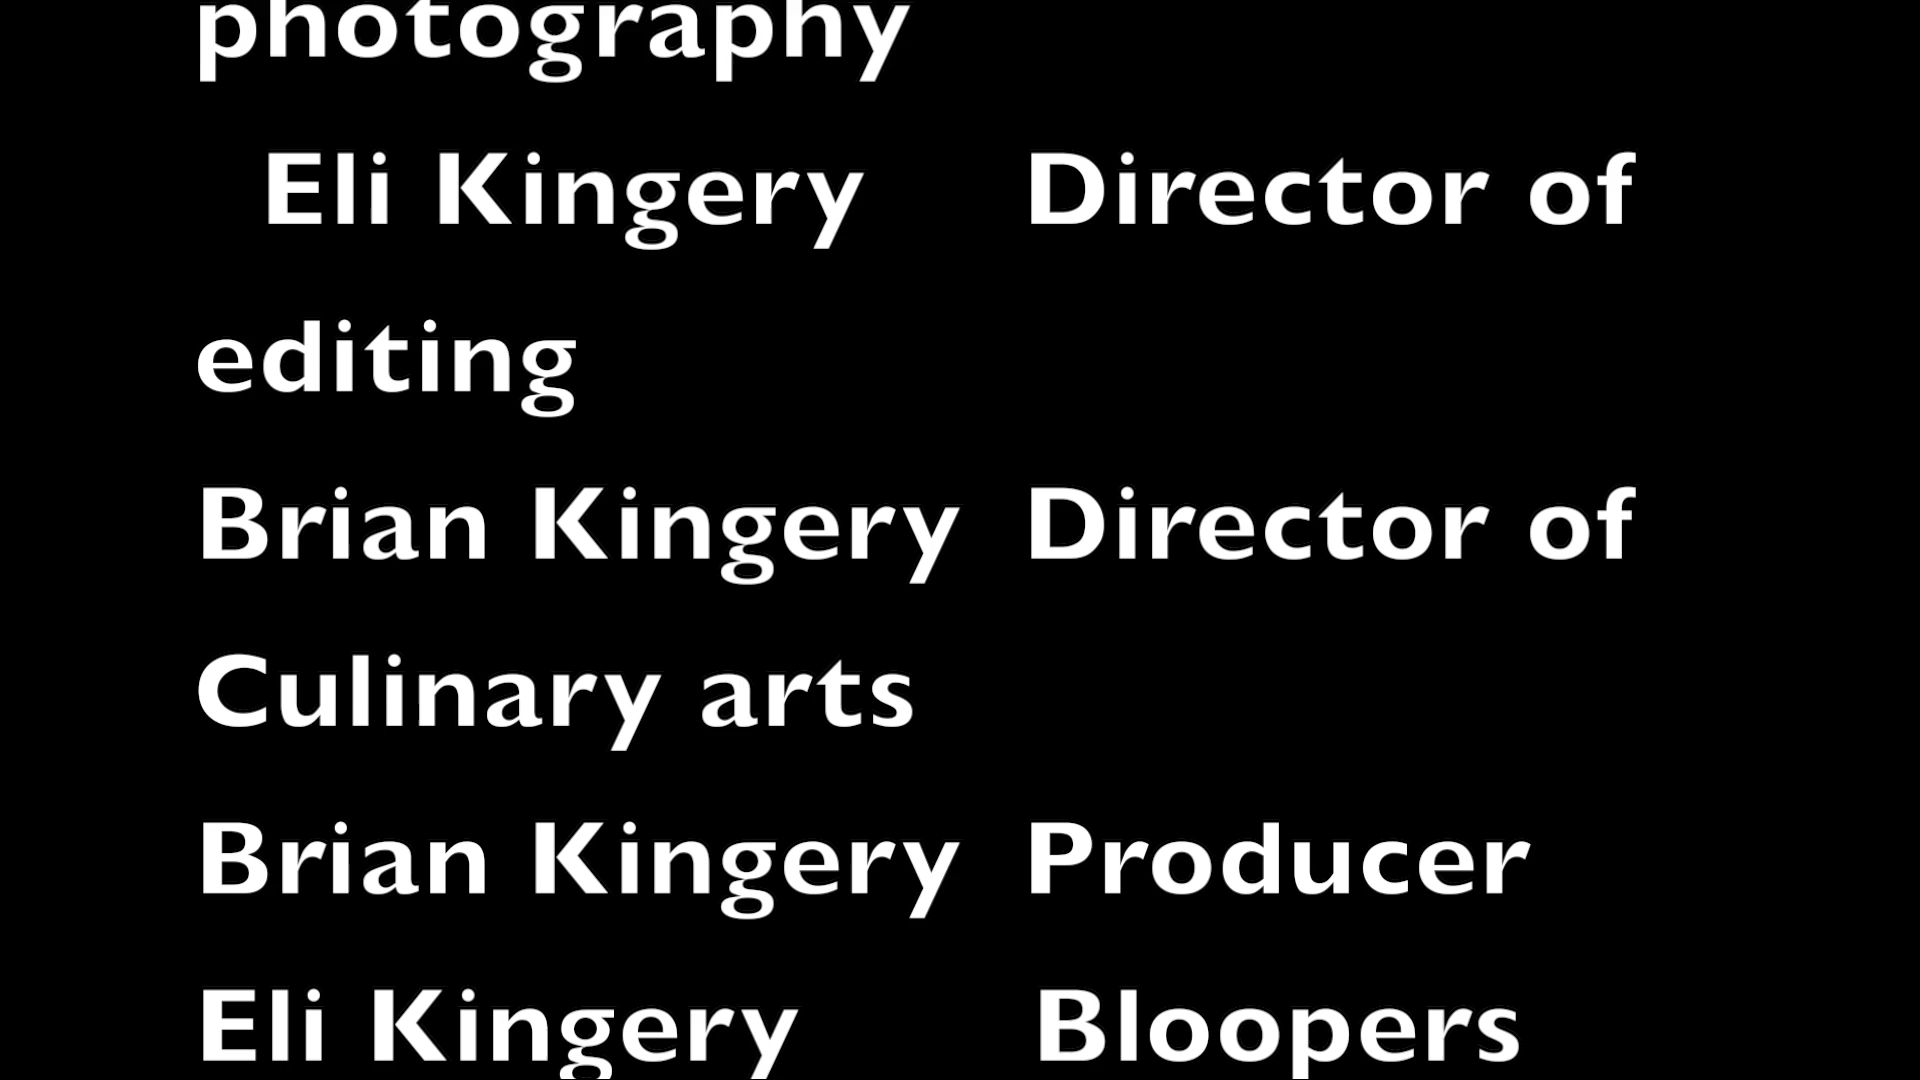 photography
Eli Kingery Director of
editing
Brian Kingery Director of
Culinary arts
Brian Kingery Producer
Eli Kingery Bloopers